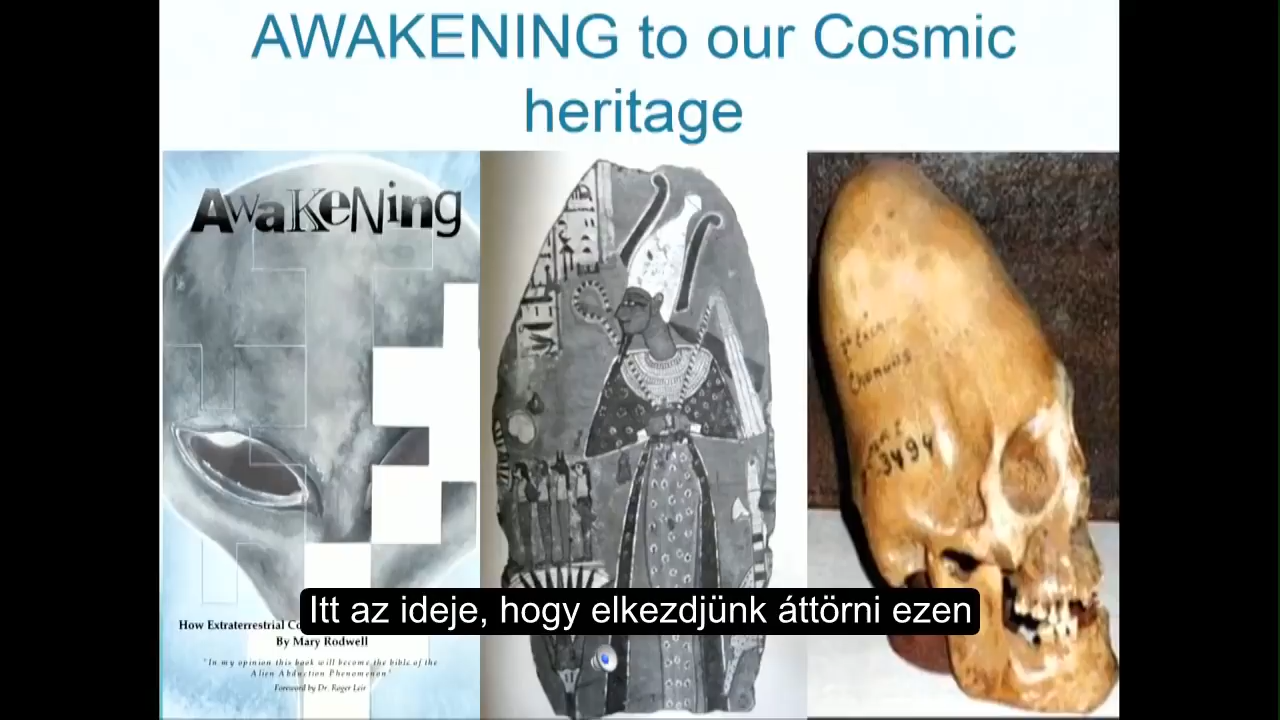 AWAKENING to our Cosmic
heritage
AwaKeNing
3494
How Extraterrestrial
By Mary Rodwell
"In my opinion this book will become the bible of the
Alien Abduction Phenomenon"
Foreword by Dr. Roger Leir
Itt az ideje, hogy elkezdjünk áttörni ezen